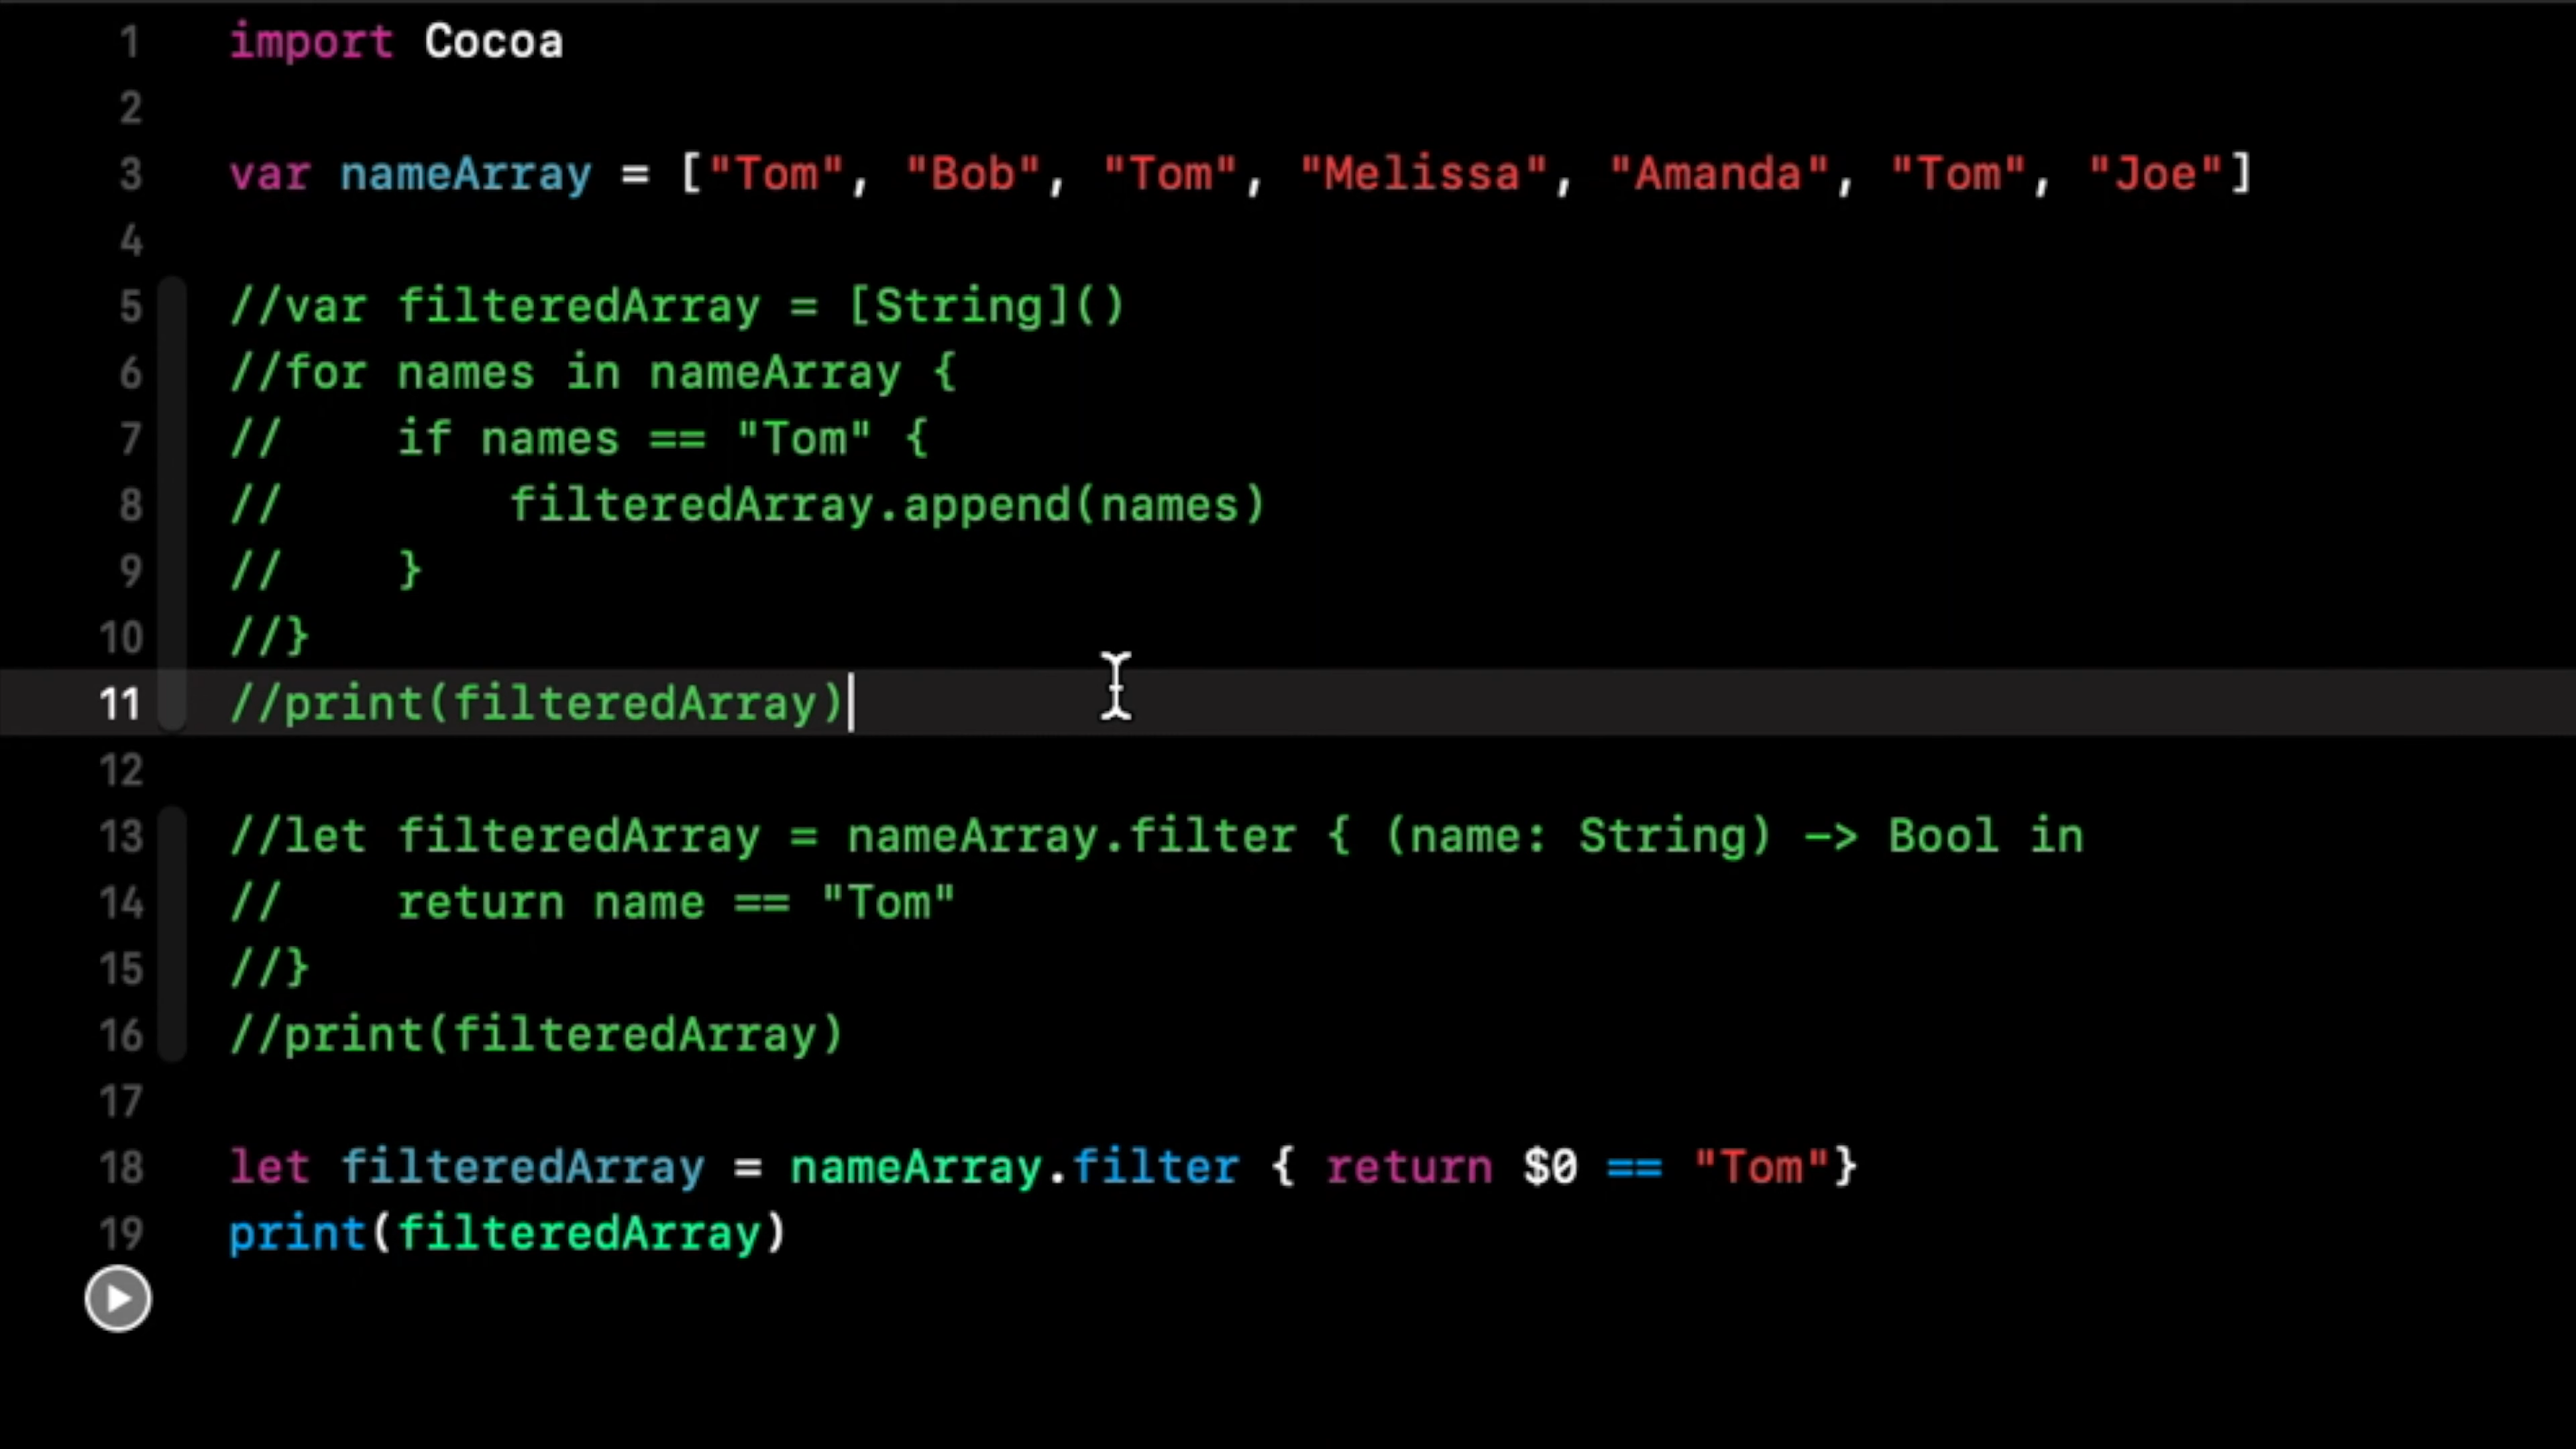 1 import Cocoa
2
3 var nameArray = ["Tom", "Bob", "Tom", "Melissa", "Amanda", "Tom", "Joe"]
4
5 //var filteredArray = [String]()
6 //for names in nameArray {
7 //    if names == "Tom" {
8 //        filteredArray.append(names)
9 //    }
10 //}
11 //print(filteredArray)
12
13 //let filteredArray = nameArray.filter { (name: String) -> Bool in
14 //    return name == "Tom"
15 //}
16 //print(filteredArray)
17
18 let filteredArray = nameArray.filter { return $0 == "Tom"}
19 print(filteredArray)